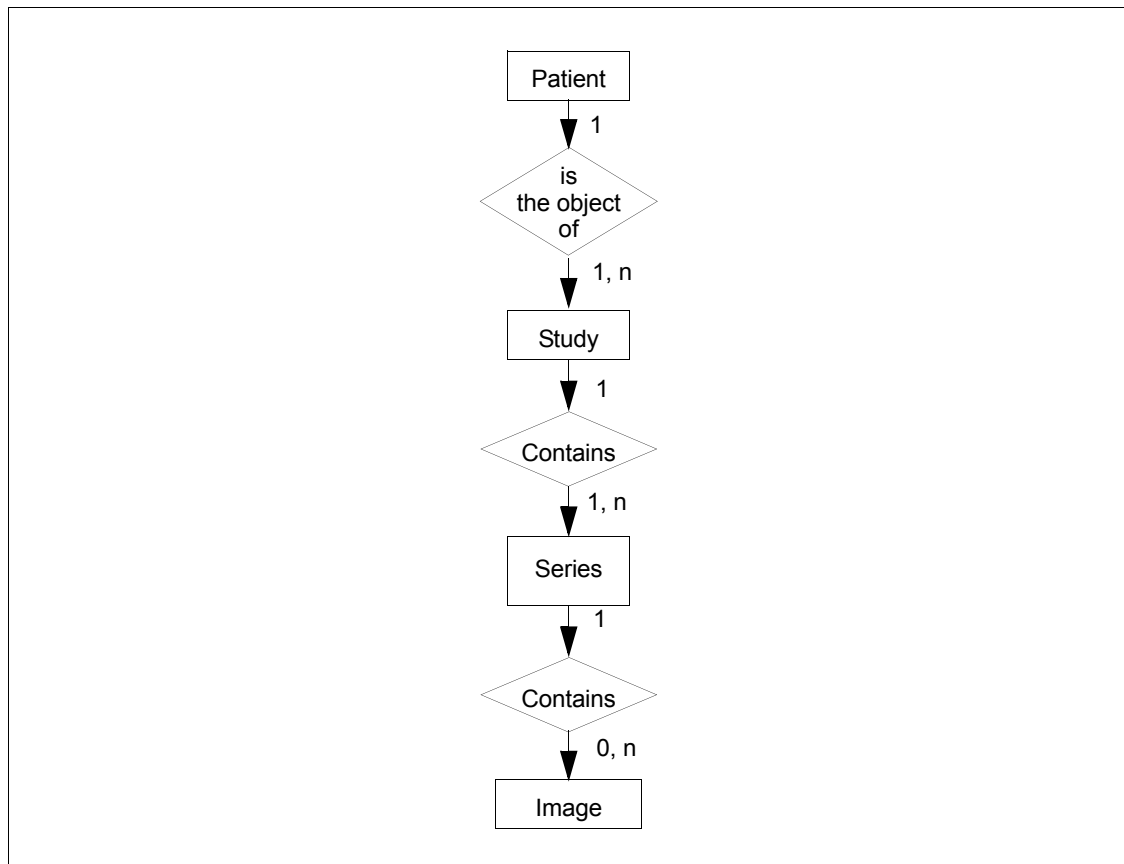 Patient
1
is
the object
of
1, n
Study
1
Contains
1, n
Series
1
Contains
0, n
Image